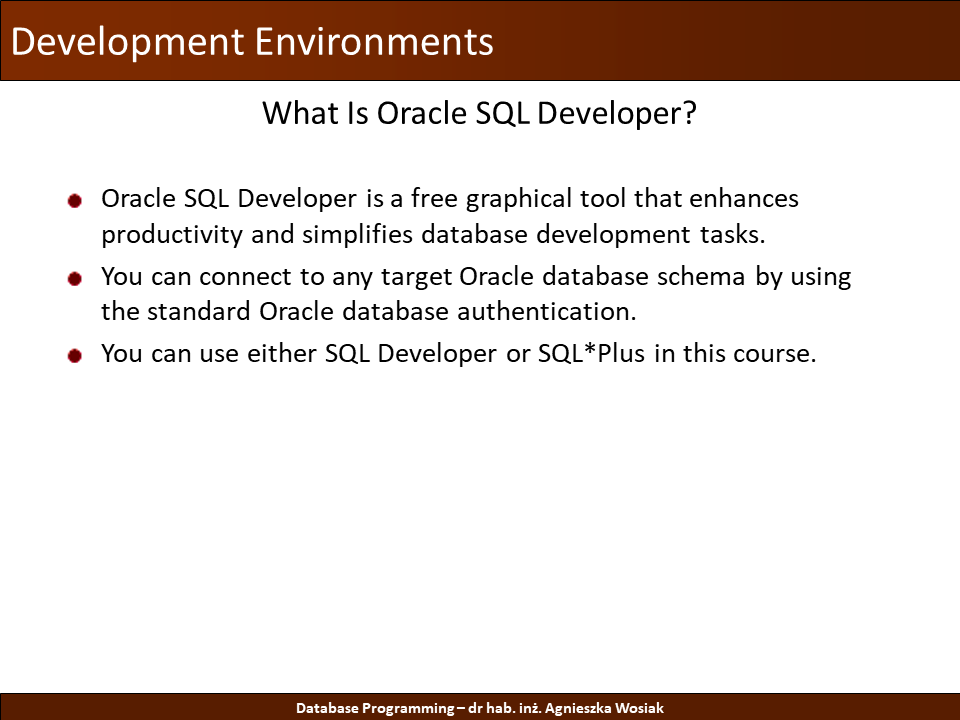 Development Environments
What Is Oracle SQL Developer?
Oracle SQL Developer is a free graphical tool that enhances
productivity and simplifies database development tasks.
You can connect to any target Oracle database schema by using
the standard Oracle database authentication.
You can use either SQL Developer or SQL*Plus in this course.
Database Programming – dr hab. inż. Agnieszka Wosiak